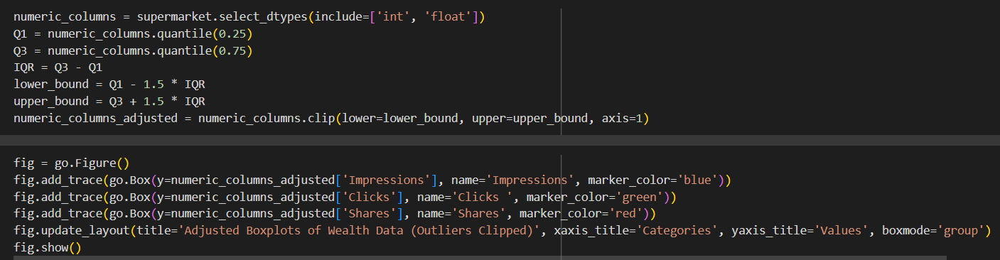 numeric_columns = supermarket.select_dtypes(include=['int', 'float'])
Q1 = numeric_columns.quantile(0.25)
Q3 = numeric_columns.quantile(0.75)
IQR = Q3 - Q1
lower_bound = Q1 - 1.5 * IQR
upper_bound = Q3 + 1.5 * IQR
numeric_columns_adjusted = numeric_columns.clip(lower=lower_bound, upper=upper_bound, axis=1)
fig = go.Figure()
fig.add_trace(go.Box(y=numeric_columns_adjusted['Impressions'], name='Impressions', marker_color='blue'))
fig.add_trace(go.Box(y=numeric_columns_adjusted['Clicks'], name='Clicks ', marker_color='green'))
fig.add_trace(go.Box(y=numeric_columns_adjusted['Shares'], name='Shares', marker_color='red'))
fig.update_layout(title='Adjusted Boxplots of Wealth Data (Outliers Clipped)', xaxis_title='Categories', yaxis_title='Values', boxmode='group')
fig.show()